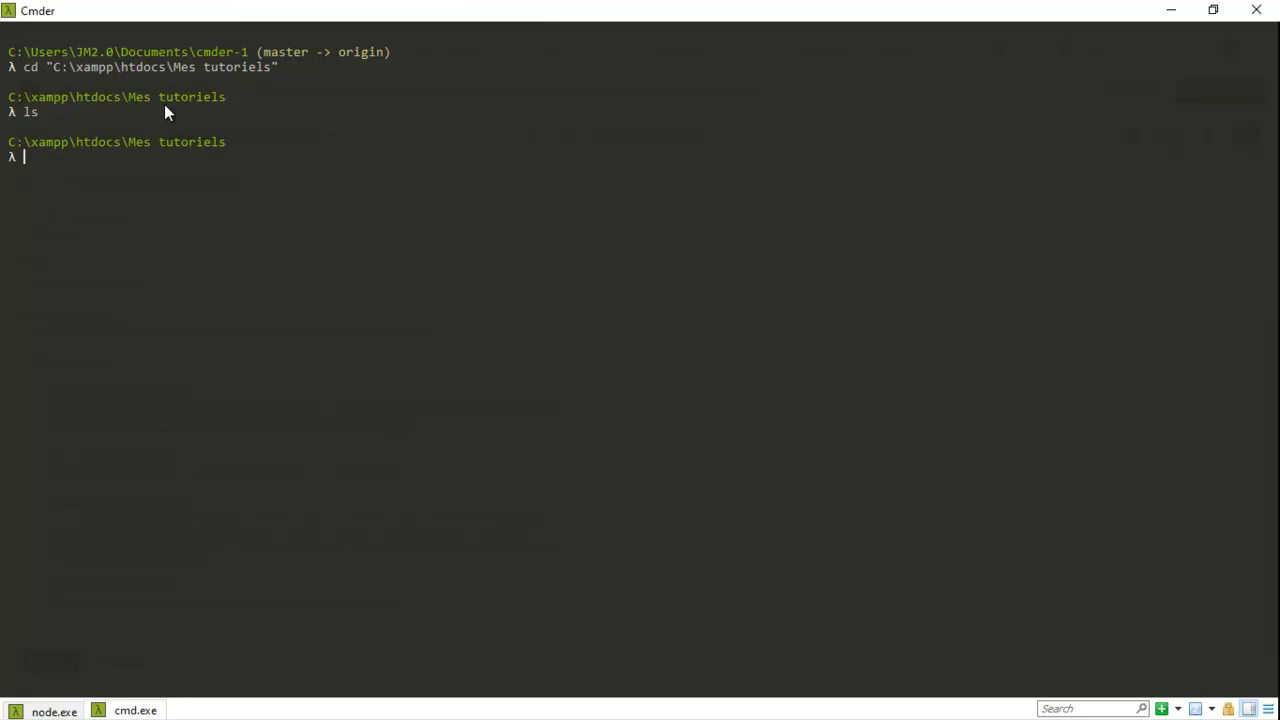 Cmder
C:\Users\JM2.0\Documents\cmder-1 (master -> origin)
λ cd "C:\xampp\htdocs\Mes tutoriels"
C:\xampp\htdocs\Mes tutoriels
λ ls
C:\xampp\htdocs\Mes tutoriels
λ
node.exe
cmd.exe
Search